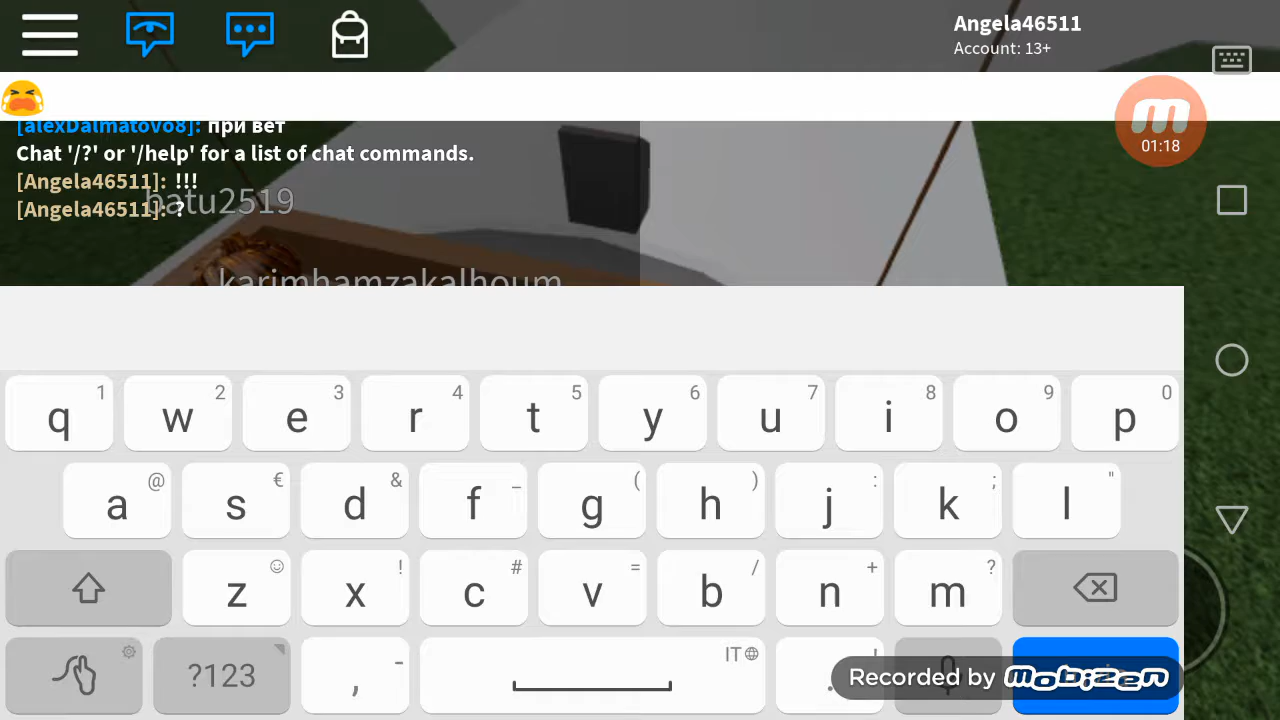 Angela46511
Account: 13+
01:18
[alexDalmatovo8]: при вет
Chat '/?' or '/help' for a list of chat commands.
[Angela46511]: !!!
[Angela46511]: ?
batu2519
karimhamzakalhoum
q 1 w 2 e 3 r 4 t 5 y 6 u 7 i 8 o 9 p 0
a @ s € d & f _ g ( h ) j : k ; l "
z x ! c # v = b / n + m ?
?123 , - IT . !
Recorded by mobizen